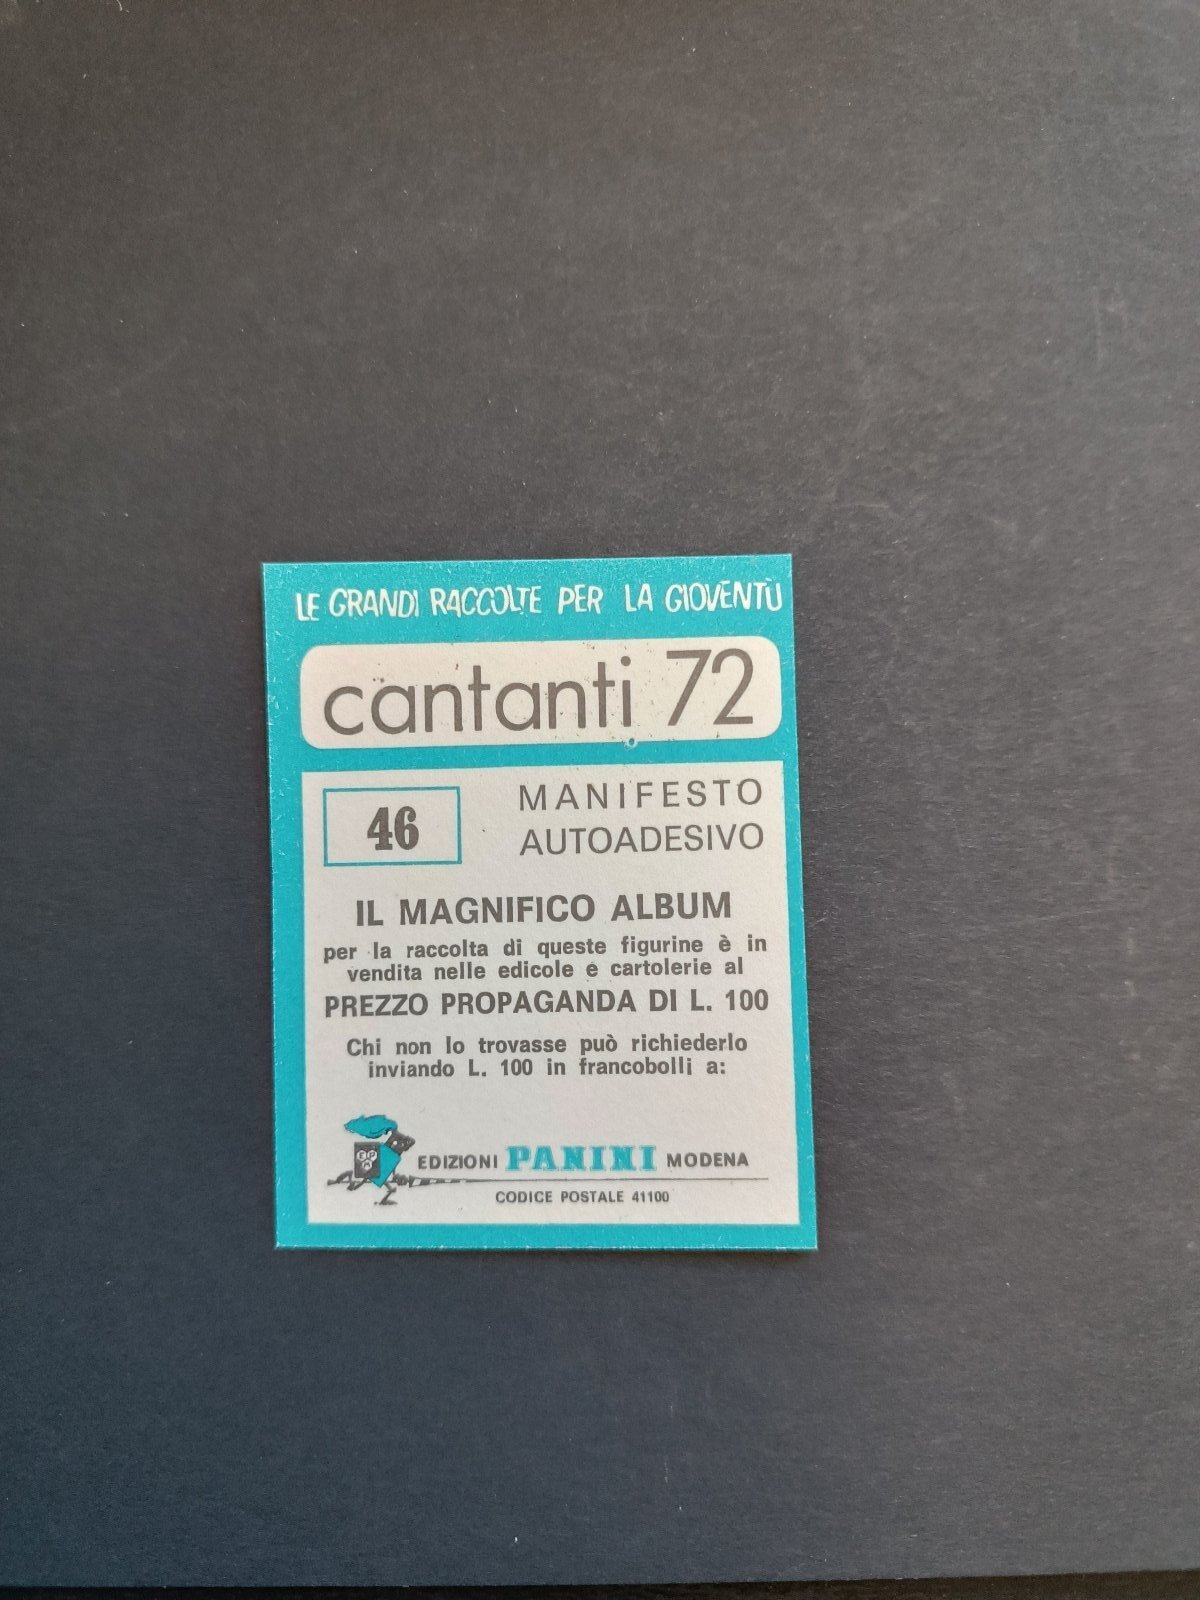 LE GRANDI RACCOLTE PER LA GIOVENTÙ
cantanti 72
46
MANIFESTO
AUTOADESIVO
IL MAGNIFICO ALBUM
per la raccolta di queste figurine è in
vendita nelle edicole e cartolerie al
PREZZO PROPAGANDA DI L. 100
Chi non lo trovasse può richiederlo
inviando L. 100 in francobolli a:
EDIZIONI PANINI MODENA
CODICE POSTALE 41100